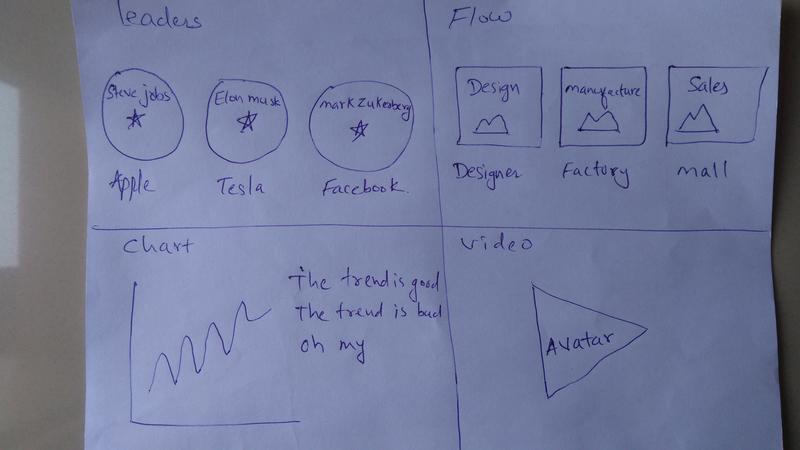 leaders
Steve jobs
Elon musk
mark zukenberg
Apple
Tesla
Facebook.
Flow
Design
manufacture
Sales
Designer
Factory
mall
chart
The trend is good
The trend is bad
oh my
video
Avatar